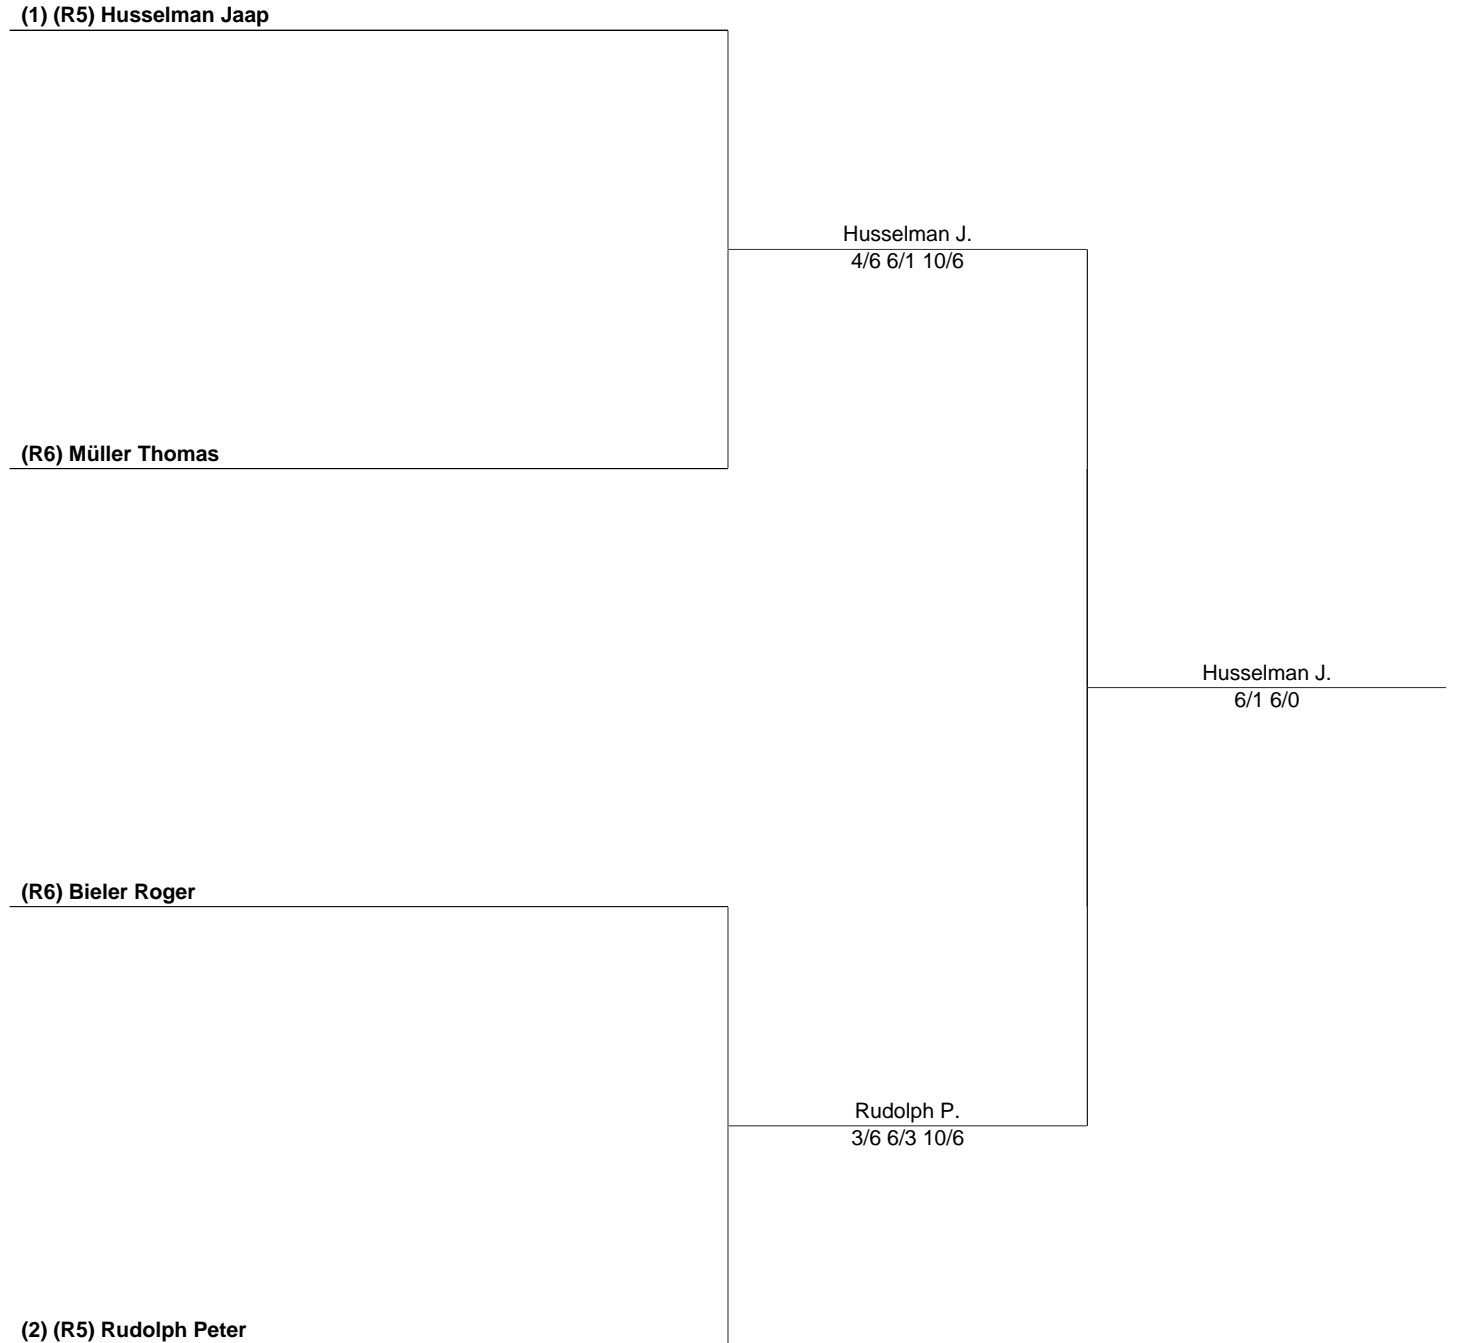 (1) (R5) Husselman Jaap
Husselman J.
4/6 6/1 10/6
(R6) Müller Thomas
Husselman J.
6/1 6/0
(R6) Bieler Roger
Rudolph P.
3/6 6/3 10/6
(2) (R5) Rudolph Peter